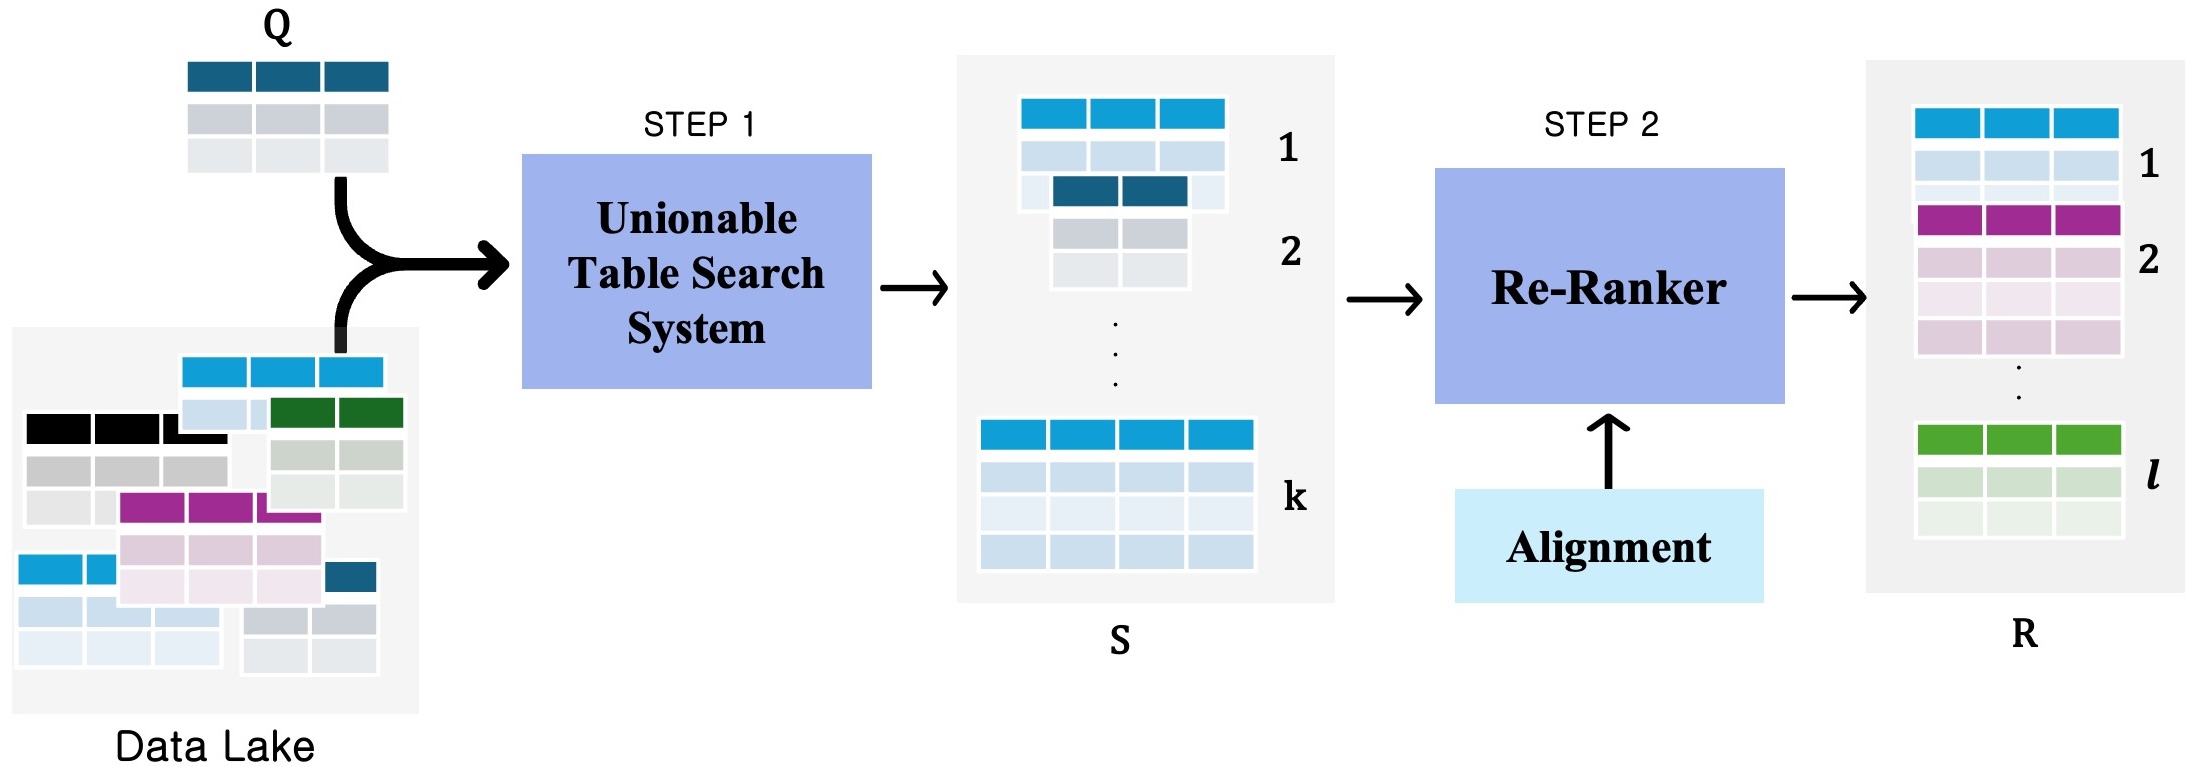 Q
Data Lake
STEP 1
Unionable
Table Search
System
1
2
.
.
.
k
S
STEP 2
Re-Ranker
Alignment
1
2
.
.
l
R